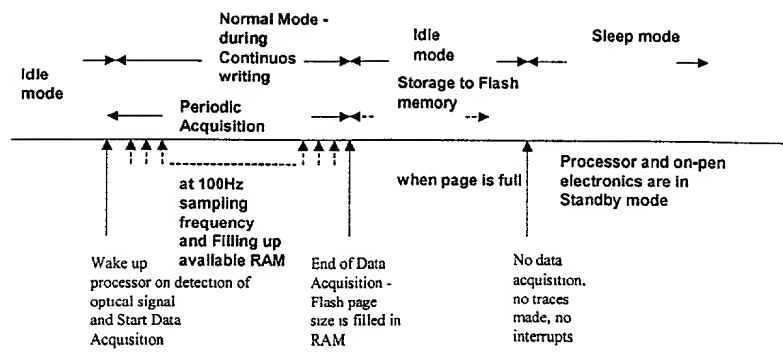 Normal Mode -
during
Continuos
writing
Idle
mode
Sleep mode
Idle
mode
Storage to Flash
memory
Periodic
Acquisition
at 100Hz
sampling
frequency
and Filling up
available RAM
when page is full
Processor and on-pen
electronics are in
Standby mode
Wake up
processor on detection of
optical signal
and Start Data
Acquisition
End of Data
Acquisition -
Flash page
size is filled in
RAM
No data
acquisition,
no traces
made, no
interrupts